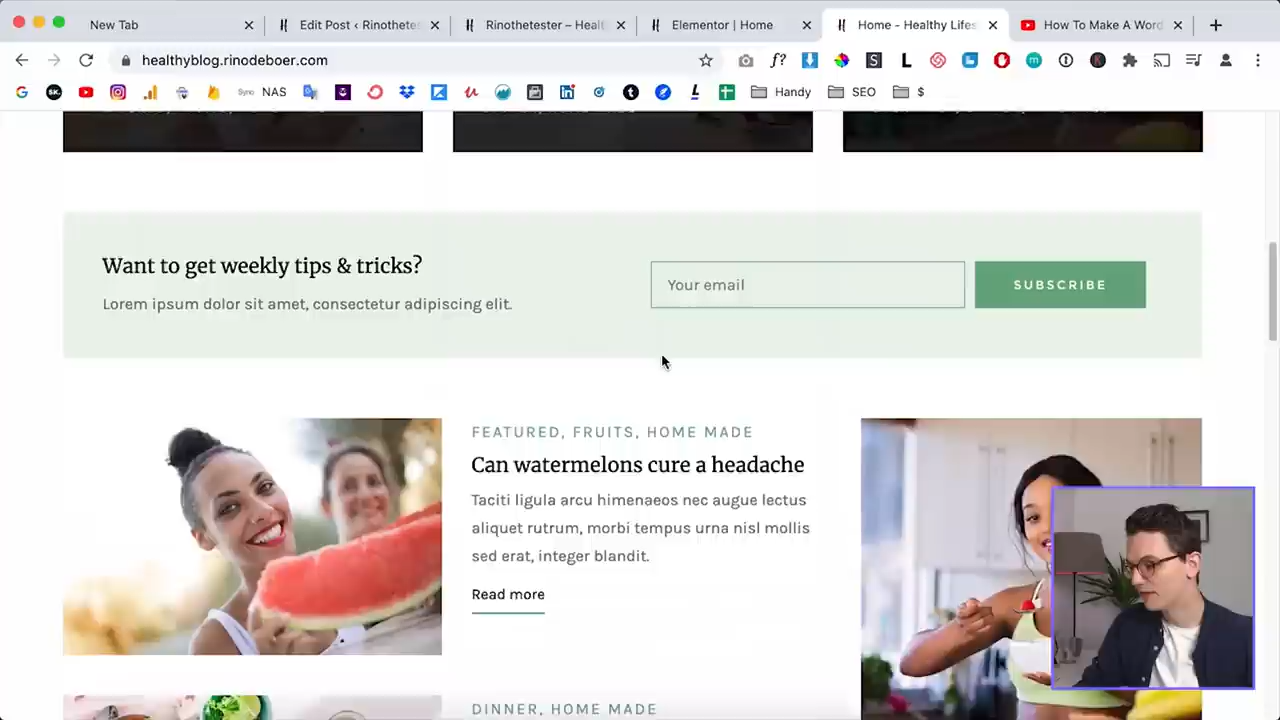 New Tab
Edit Post ‹ Rinothetes
Rinothetester – Heal
Elementor | Home
Home - Healthy Lifes
How To Make A Word
healthyblog.rinodeboer.com
f?
NAS
Handy
SEO
$
Want to get weekly tips & tricks?
Lorem ipsum dolor sit amet, consectetur adipiscing elit.
Your email
SUBSCRIBE
FEATURED, FRUITS, HOME MADE
Can watermelons cure a headache
Taciti ligula arcu himenaeos nec augue lectus
aliquet rutrum, morbi tempus urna nisl mollis
sed erat, integer blandit.
Read more
DINNER, HOME MADE